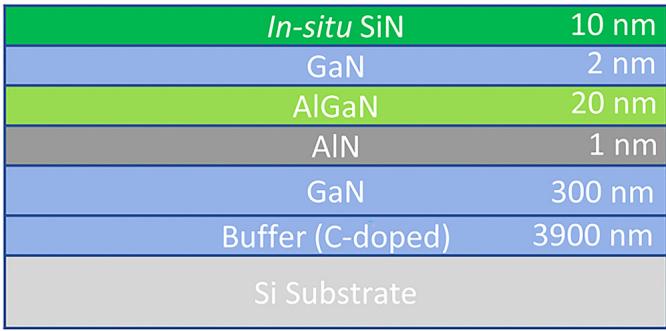 In-situ SiN 10 nm
GaN 2 nm
AlGaN 20 nm
AlN 1 nm
GaN 300 nm
Buffer (C-doped) 3900 nm
Si Substrate